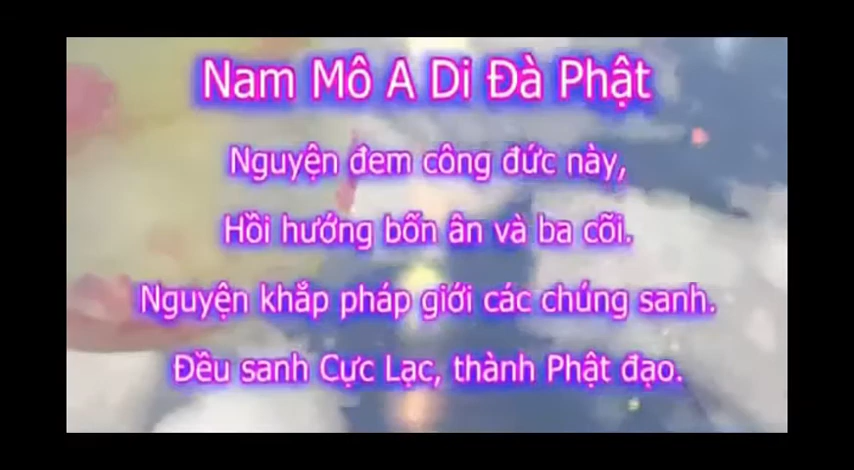 Nam Mô A Di Đà Phật
Nguyện đem công đức này,
Hồi hướng bốn ân và ba cõi.
Nguyện khắp pháp giới các chúng sanh.
Đều sanh Cực Lạc, thành Phật đạo.